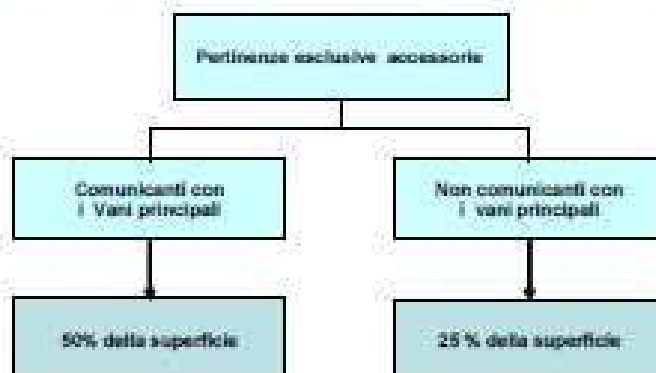 Pertinenze esclusive accessorie
Comunicanti con
i Vani principali
Non comunicanti con
i vani principali
50% della superficie
25 % della superficie